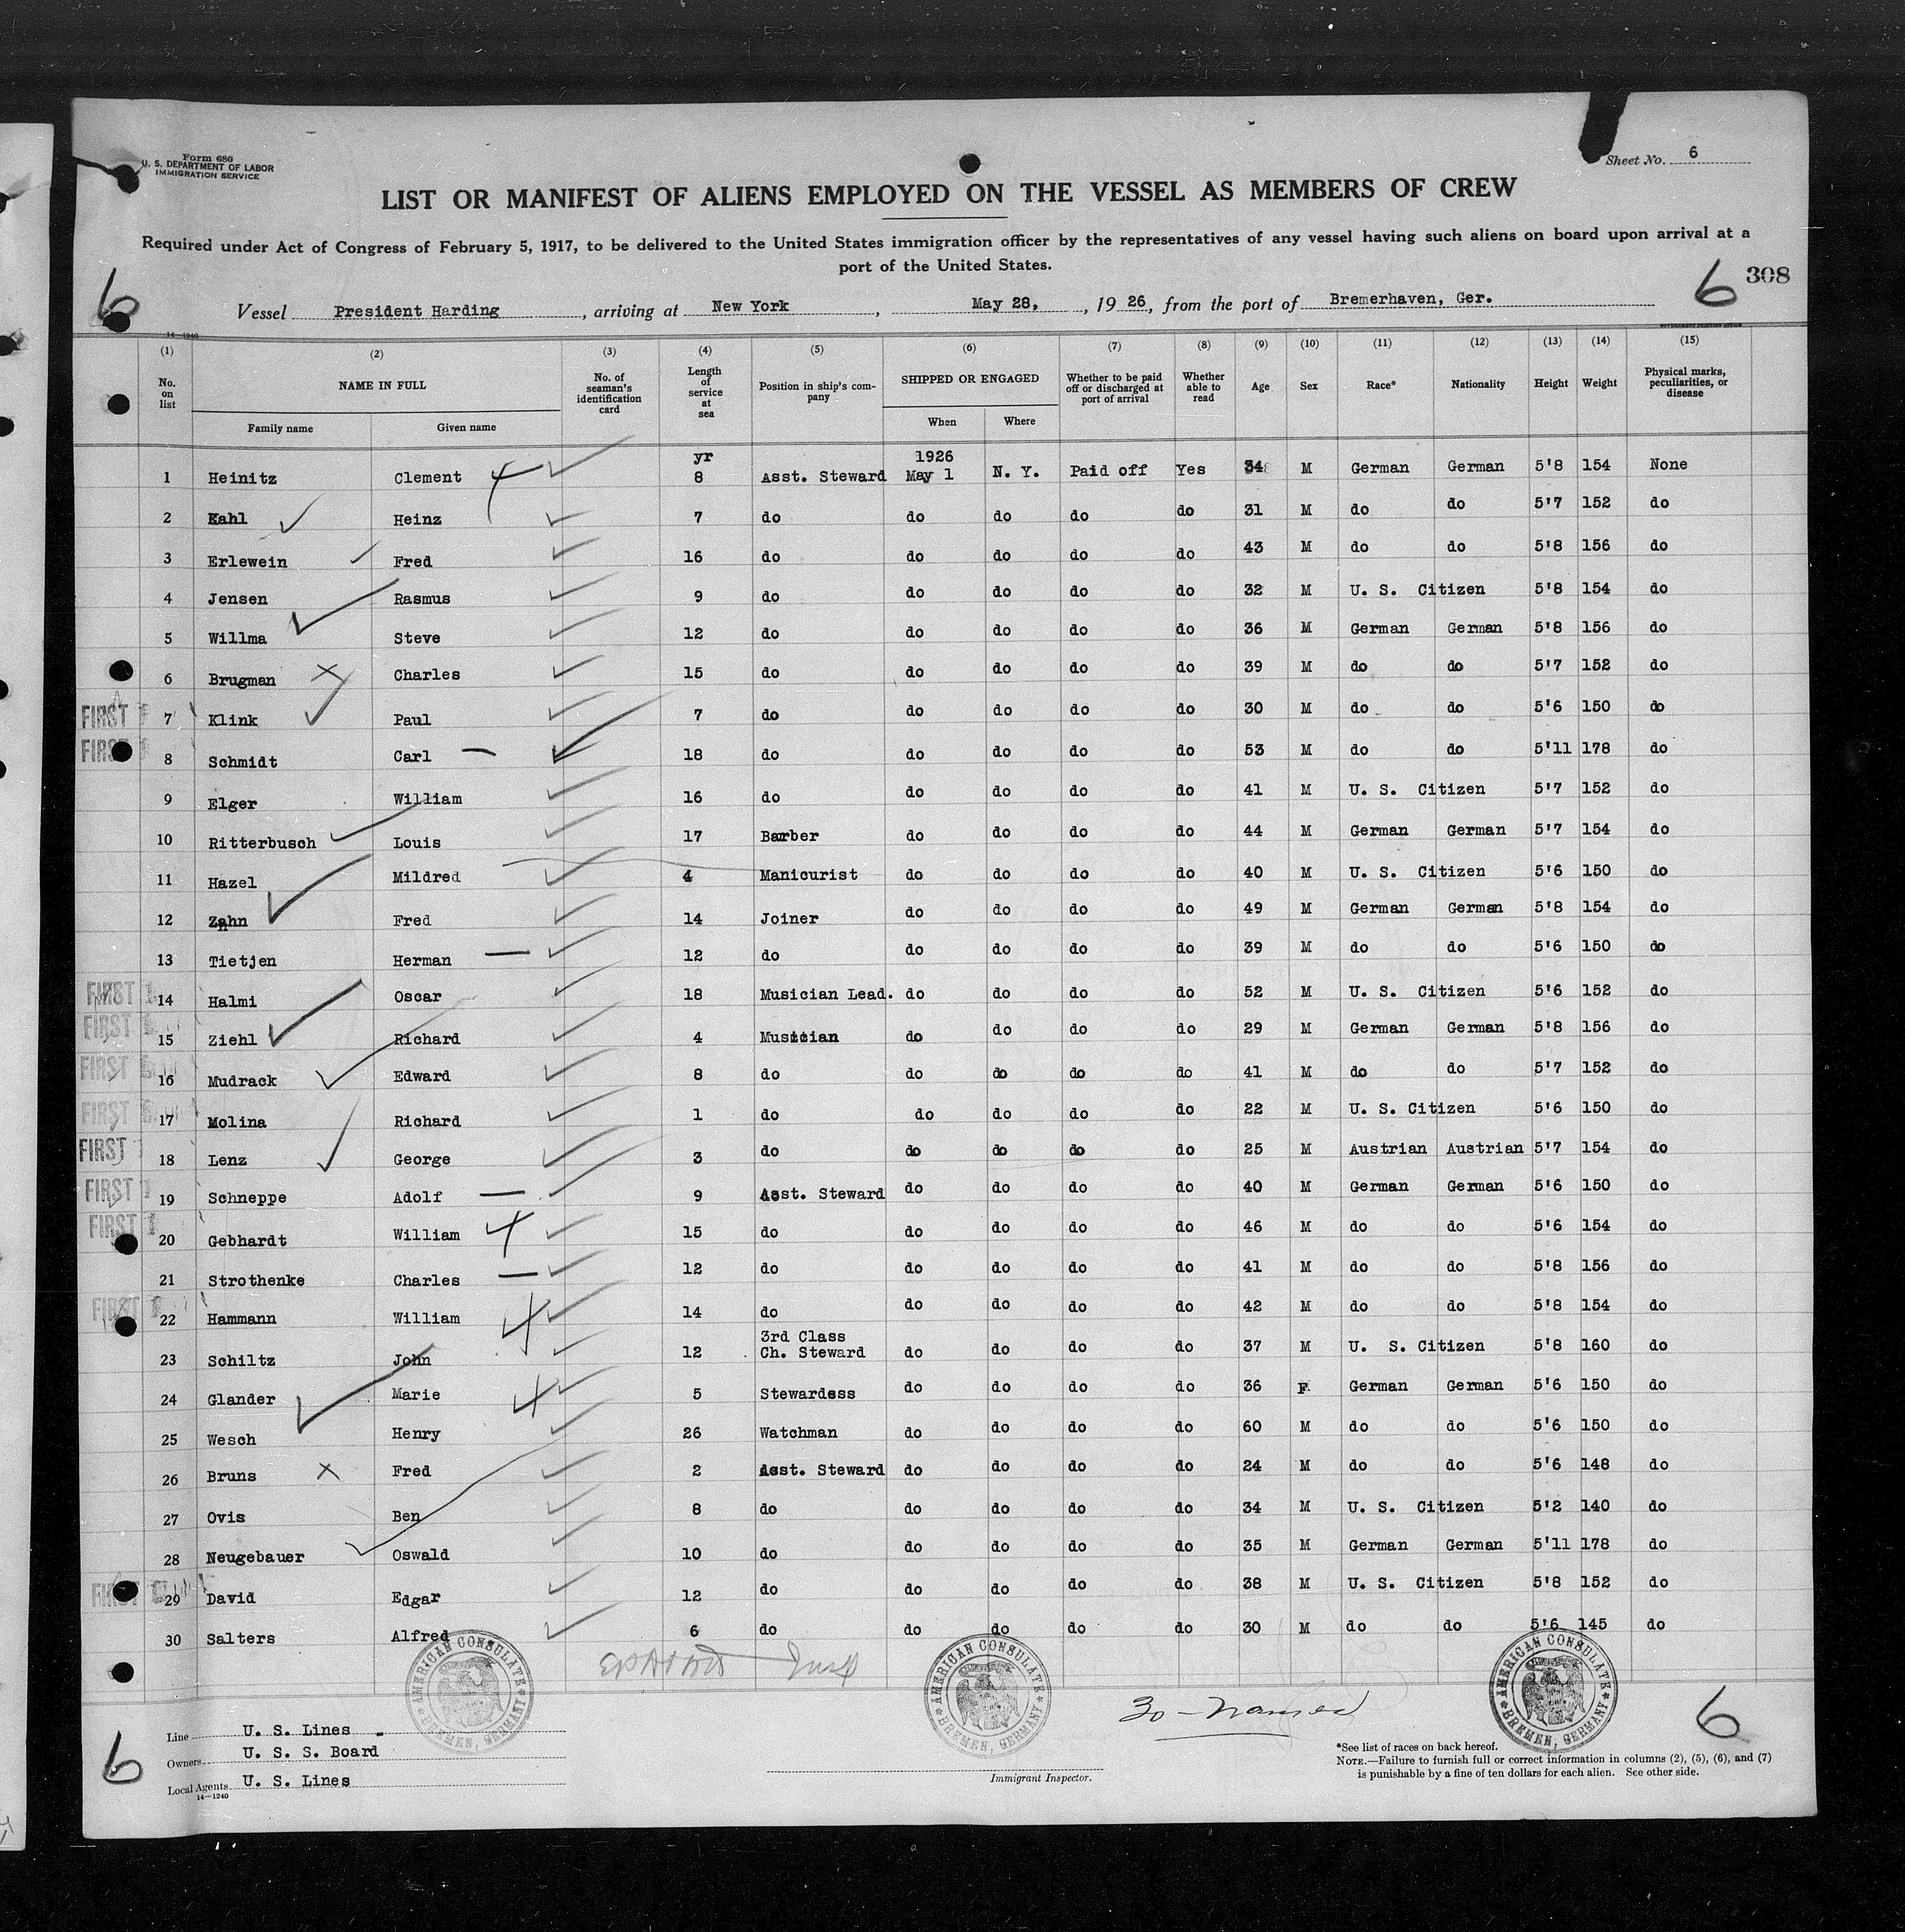 Form 680
U. S. DEPARTMENT OF LABOR
IMMIGRATION SERVICE
Sheet No. 6
LIST OR MANIFEST OF ALIENS EMPLOYED ON THE VESSEL AS MEMBERS OF CREW
Required under Act of Congress of February 5, 1917, to be delivered to the United States immigration officer by the representatives of any vessel having such aliens on board upon arrival at a
port of the United States.
6 6 308
Vessel President Harding, arriving at New York, May 28, 1926, from the port of Bremerhaven, Ger.
14—1240
(1) (2) (3) (4) (5) (6) (7) (8) (9) (10) (11) (12) (13) (14) (15)
No. on list NAME IN FULL No. of seaman's identification card Length of service at sea Position in ship's company SHIPPED OR ENGAGED Whether to be paid off or discharged at port of arrival Whether able to read Age Sex Race* Nationality Height Weight Physical marks, peculiarities, or disease
Family name Given name When Where
yr 1926
1 Heinitz Clement 8 Asst. Steward May 1 N. Y. Paid off Yes 34 M German German 5'8 154 None
2 Kahl Heinz 7 do do do do do 31 M do do 5'7 152 do
3 Erlewein Fred 16 do do do do do 43 M do do 5'8 156 do
4 Jensen Rasmus 9 do do do do do 32 M U. S. Citizen 5'8 154 do
5 Willma Steve 12 do do do do do 36 M German German 5'8 156 do
6 Brugman Charles 15 do do do do do 39 M do do 5'7 152 do
FIRST 7 Klink Paul 7 do do do do do 30 M do do 5'6 150 do
FIRST 8 Schmidt Carl 18 do do do do do 53 M do do 5'11 178 do
9 Elger William 16 do do do do do 41 M U. S. Citizen 5'7 152 do
10 Ritterbusch Louis 17 Barber do do do do 44 M German German 5'7 154 do
11 Hazel Mildred 4 Manicurist do do do do 40 M U. S. Citizen 5'6 150 do
12 Zahn Fred 14 Joiner do do do do 49 M German German 5'8 154 do
13 Tietjen Herman 12 do do do do do 39 M do do 5'6 150 do
FIRST 14 Halmi Oscar 18 Musician Lead. do do do do 52 M U. S. Citizen 5'6 152 do
FIRST 15 Ziehl Richard 4 Musician do do do do 29 M German German 5'8 156 do
FIRST 16 Mudrack Edward 8 do do do do do 41 M do do 5'7 152 do
FIRST 17 Molina Richard 1 do do do do do 22 M U. S. Citizen 5'6 150 do
FIRST 18 Lenz George 3 do do do do do 25 M Austrian Austrian 5'7 154 do
FIRST 19 Schneppe Adolf 9 Asst. Steward do do do do 40 M German German 5'6 150 do
FIRST 20 Gebhardt William 15 do do do do do 46 M do do 5'6 154 do
21 Strothenke Charles 12 do do do do do 41 M do do 5'8 156 do
FIRST 22 Hammann William 14 do do do do do 42 M do do 5'8 154 do
23 Schiltz John 12 3rd Class Ch. Steward do do do do 37 M U. S. Citizen 5'8 160 do
24 Glander Marie 5 Stewardess do do do do 36 F German German 5'6 150 do
25 Wesch Henry 26 Watchman do do do do 60 M do do 5'6 150 do
26 Bruns Fred 2 Asst. Steward do do do do 24 M do do 5'6 148 do
27 Ovis Ben 8 do do do do do 34 M U. S. Citizen 5'2 140 do
28 Neugebauer Oswald 10 do do do do do 35 M German German 5'11 178 do
FIRST 29 David Edgar 12 do do do do do 38 M U. S. Citizen 5'8 152 do
30 Salters Alfred 6 do do do do do 30 M do do 5'6 145 do
AMERICAN CONSULATE BREMEN, GERMANY
AMERICAN CONSULATE BREMEN, GERMANY
AMERICAN CONSULATE BREMEN, GERMANY
30 - Names
6 6
Line U. S. Lines
Owners U. S. S. Board
Local Agents U. S. Lines
14—1240
Immigrant Inspector.
*See list of races on back hereof.
NOTE.—Failure to furnish full or correct information in columns (2), (5), (6), and (7)
is punishable by a fine of ten dollars for each alien. See other side.